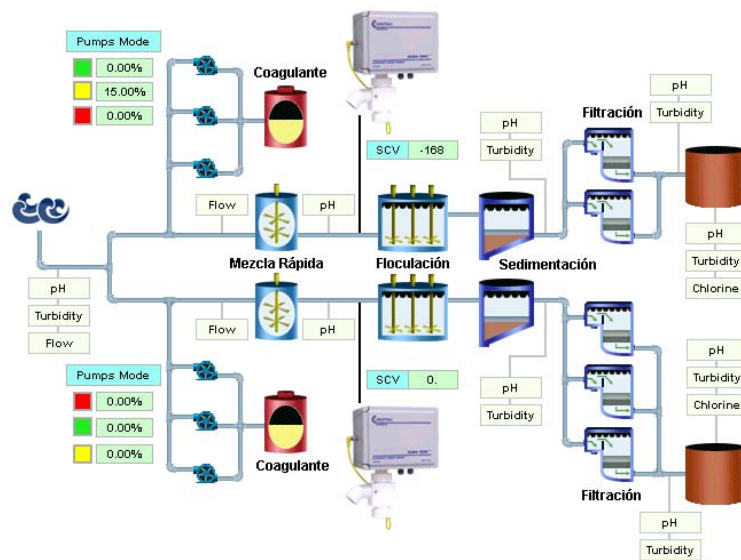 Pumps Mode
0.00%
15.00%
0.00%
Coagulante
SCV -168
pH
Turbidity
Filtración
pH
Turbidity
Flow
pH
Mezcla Rápida
Floculación
Sedimentación
pH
Turbidity
Chlorine
pH
Turbidity
Flow
Flow
pH
Pumps Mode
0.00%
0.00%
0.00%
Coagulante
SCV 0.
pH
Turbidity
pH
Turbidity
Chlorine
Filtración
pH
Turbidity